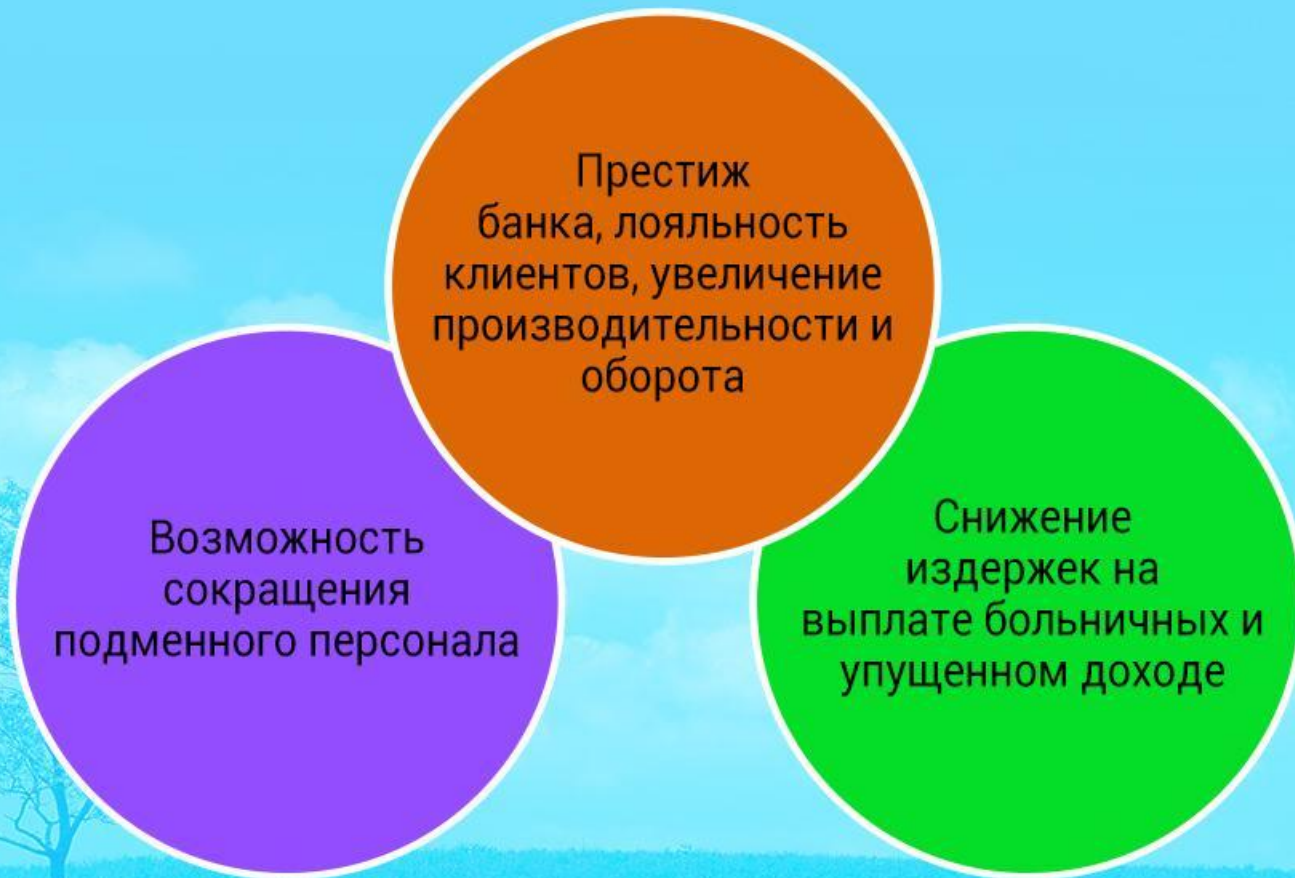 Престиж
банка, лояльность
клиентов, увеличение
производительности и
оборота
Возможность
сокращения
подменного персонала
Снижение
издержек на
выплате больничных и
упущенном доходе